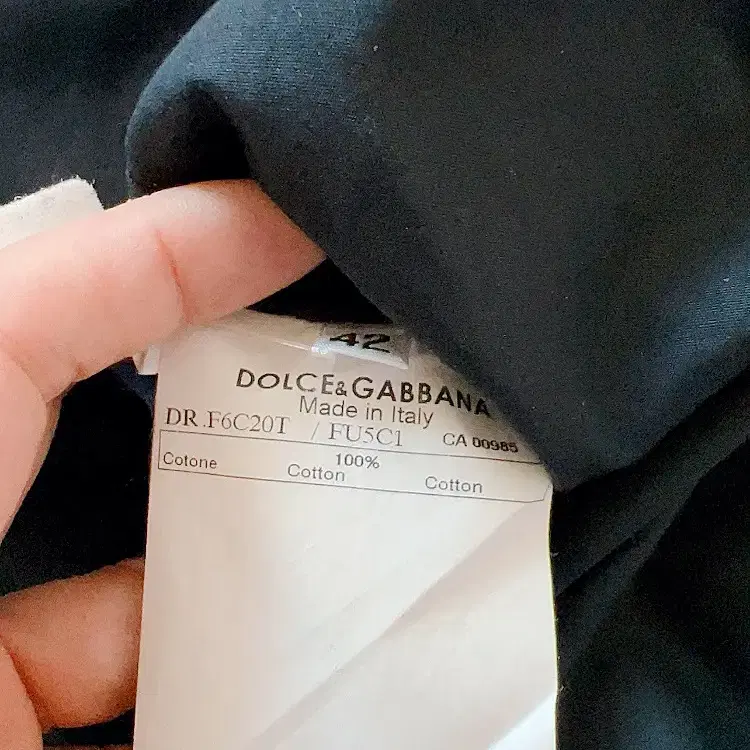 42
DOLCE&GABBANA
Made in Italy
DR.F6C20T / FU5C1 CA 00985
100%
Cotone Cotton Cotton